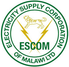 ELECTRICITY SUPPLY CORPORATION
ESCOM
OF MALAWI LTD